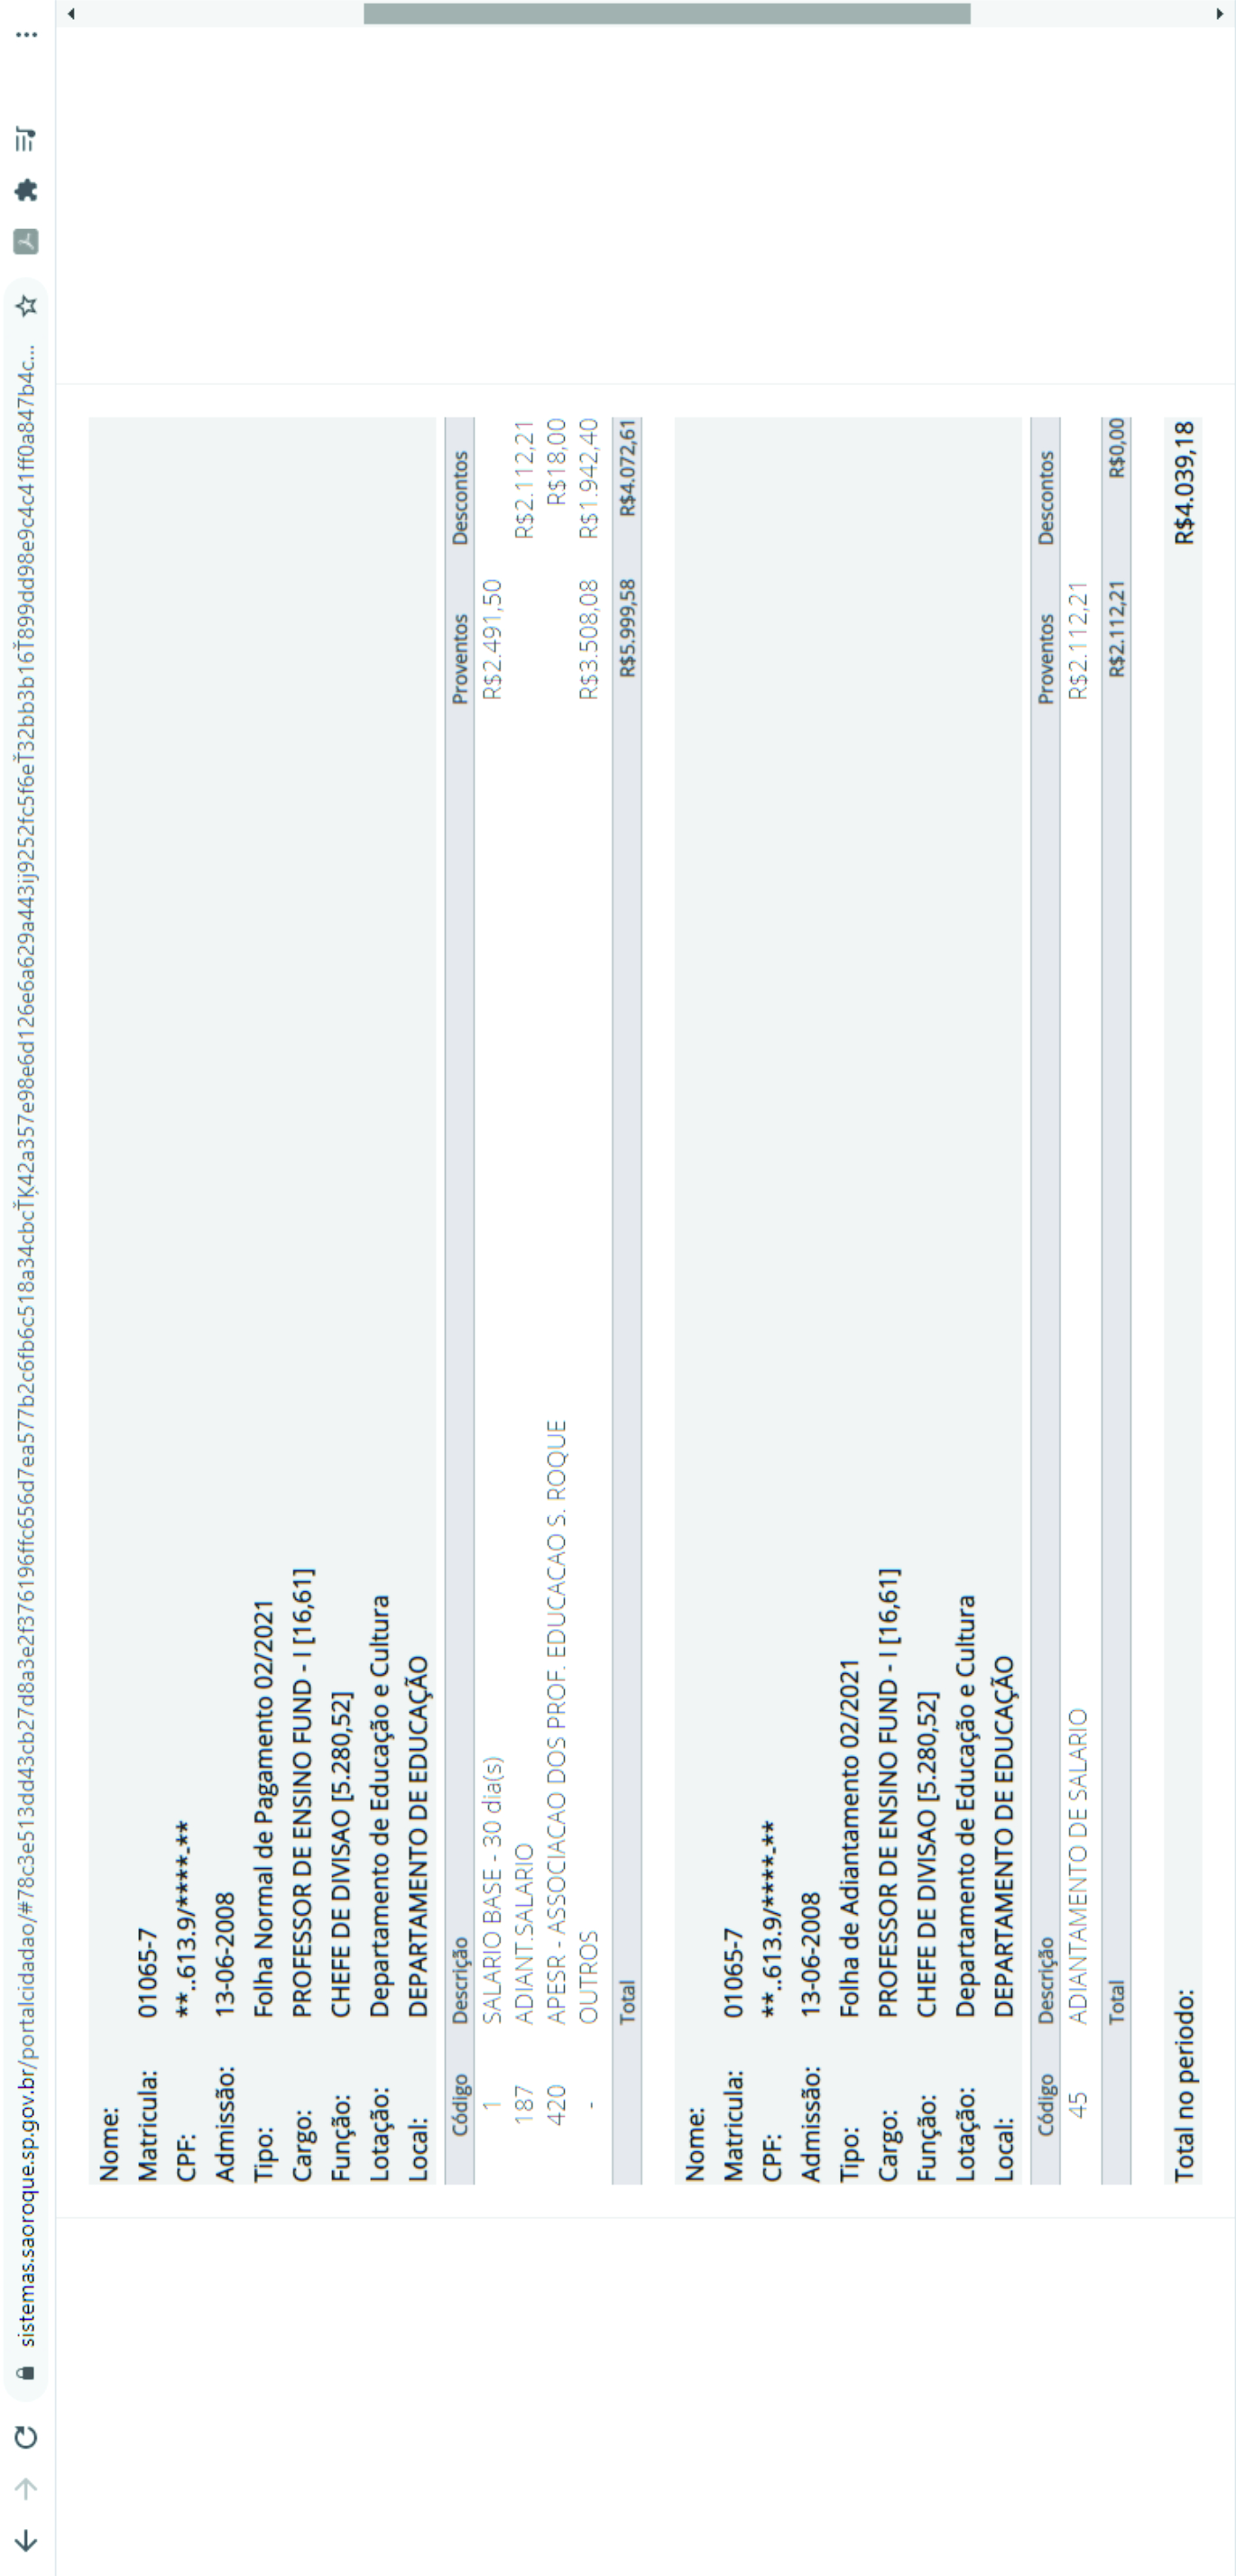 sistemas.saoroque.sp.gov.br/portalcidadao/#78c3e513dd43cb27d8a3e2f376196ffc656d7ea577b2c6fb6c518a34cbcǏĶ42a357e98e6d126e6a629a443ij9252fc5f6eǏ32bb3b16Ǐ899dd98e9c4c41ff0a847b4c...
Nome:
Matricula: 01065-7
CPF: **..613.9/****-**
Admissão: 13-06-2008
Tipo: Folha Normal de Pagamento 02/2021
Cargo: PROFESSOR DE ENSINO FUND - I [16,61]
Função: CHEFE DE DIVISAO [5.280,52]
Lotação: Departamento de Educação e Cultura
Local: DEPARTAMENTO DE EDUCAÇÃO
Código Descrição Proventos Descontos
1 SALARIO BASE - 30 dia(s) R$2.491,50
187 ADIANT.SALARIO R$2.112,21
420 APESR - ASSOCIACAO DOS PROF. EDUCACAO S. ROQUE R$18,00
- OUTROS R$3.508,08 R$1.942,40
Total R$5.999,58 R$4.072,61
Nome:
Matricula: 01065-7
CPF: **..613.9/****-**
Admissão: 13-06-2008
Tipo: Folha de Adiantamento 02/2021
Cargo: PROFESSOR DE ENSINO FUND - I [16,61]
Função: CHEFE DE DIVISAO [5.280,52]
Lotação: Departamento de Educação e Cultura
Local: DEPARTAMENTO DE EDUCAÇÃO
Código Descrição Proventos Descontos
45 ADIANTAMENTO DE SALARIO R$2.112,21
Total R$2.112,21 R$0,00
Total no periodo: R$4.039,18